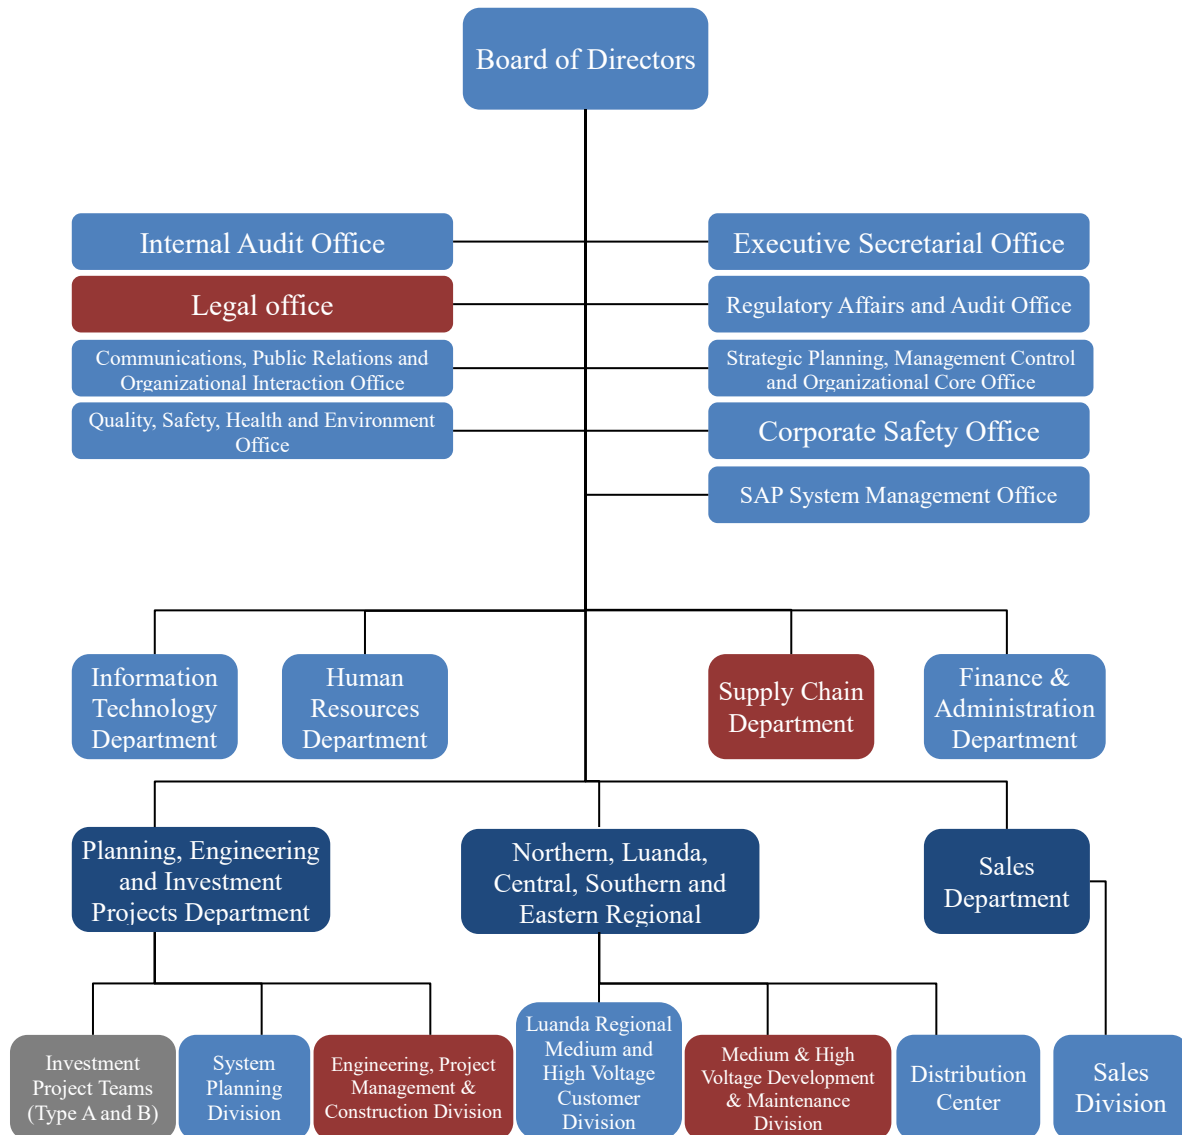 Board of Directors
Internal Audit Office
Executive Secretarial Office
Legal office
Regulatory Affairs and Audit Office
Communications, Public Relations and
Organizational Interaction Office
Strategic Planning, Management Control
and Organizational Core Office
Quality, Safety, Health and Environment
Office
Corporate Safety Office
SAP System Management Office
Information
Technology
Department
Human
Resources
Department
Supply Chain
Department
Finance &
Administration
Department
Planning, Engineering
and Investment
Projects Department
Northern, Luanda,
Central, Southern and
Eastern Regional
Sales
Department
Investment
Project Teams
(Type A and B)
System
Planning
Division
Engineering, Project
Management &
Construction Division
Luanda Regional
Medium and
High Voltage
Customer
Division
Medium & High
Voltage Development
& Maintenance
Division
Distribution
Center
Sales
Division